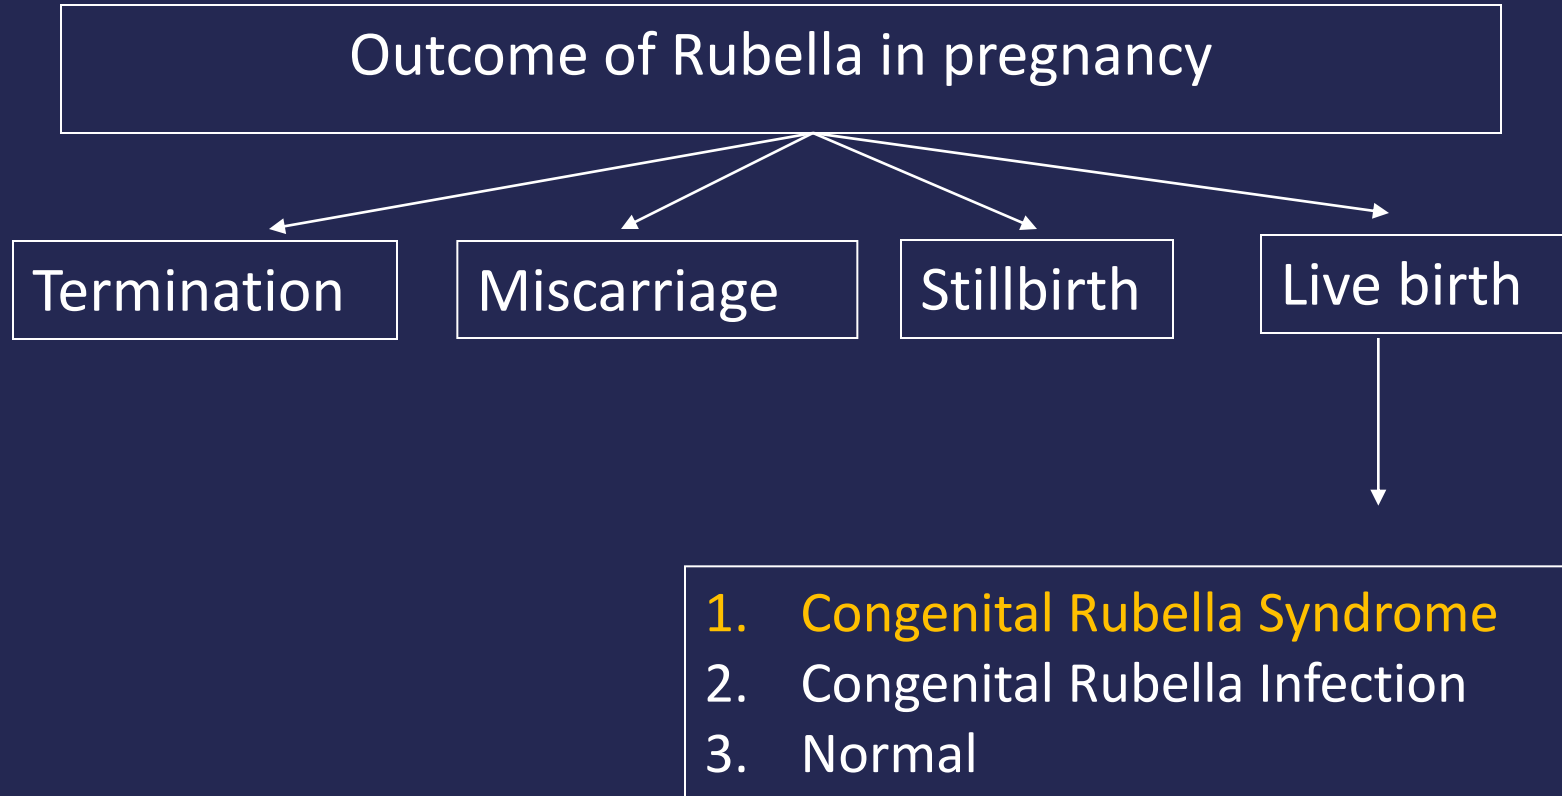 Outcome of Rubella in pregnancy
Termination
Miscarriage
Stillbirth
Live birth
1. Congenital Rubella Syndrome
2. Congenital Rubella Infection
3. Normal